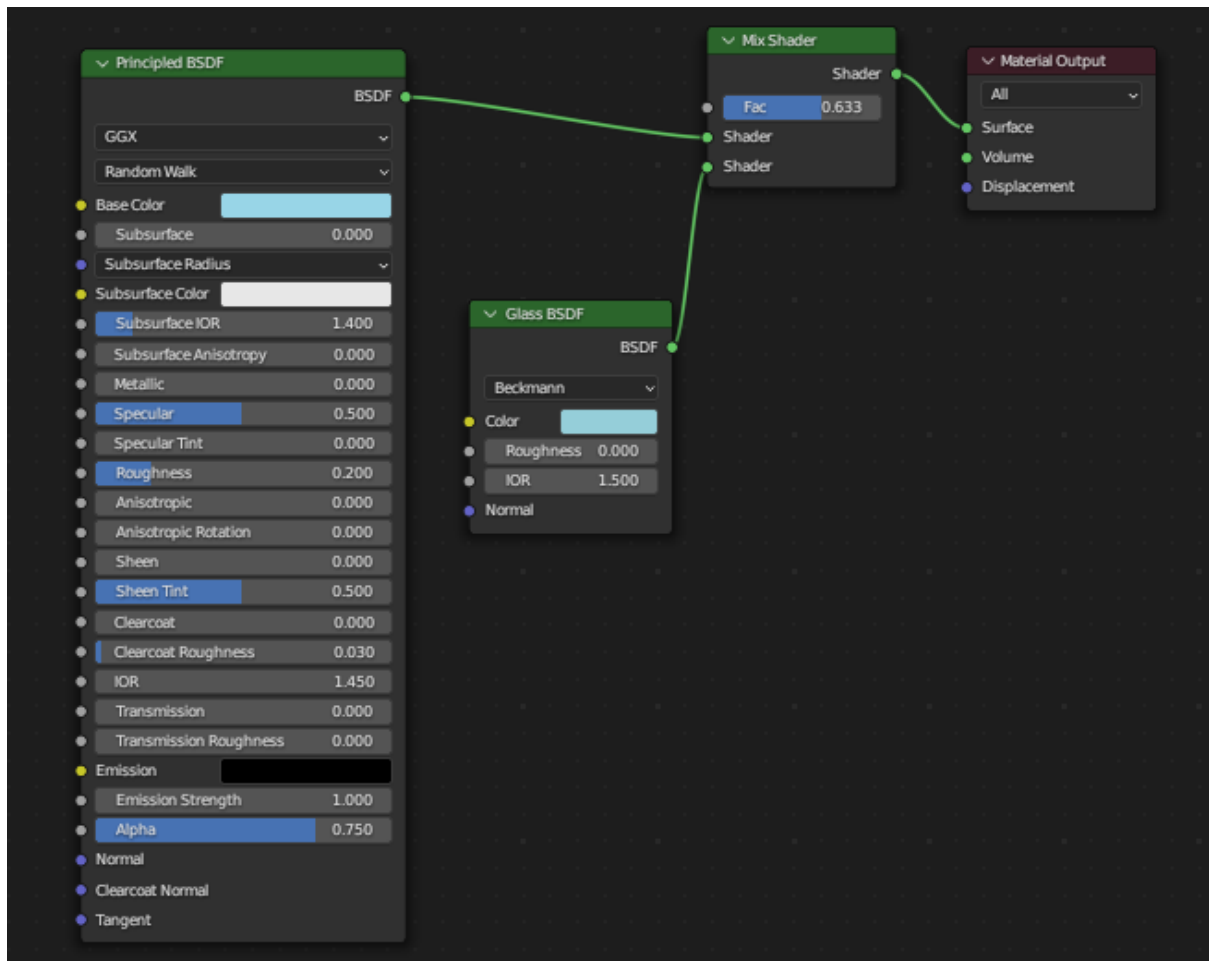 Principled BSDF
BSDF
GGX
Random Walk
Base Color
Subsurface 0.000
Subsurface Radius
Subsurface Color
Subsurface IOR 1.400
Subsurface Anisotropy 0.000
Metallic 0.000
Specular 0.500
Specular Tint 0.000
Roughness 0.200
Anisotropic 0.000
Anisotropic Rotation 0.000
Sheen 0.000
Sheen Tint 0.500
Clearcoat 0.000
Clearcoat Roughness 0.030
IOR 1.450
Transmission 0.000
Transmission Roughness 0.000
Emission
Emission Strength 1.000
Alpha 0.750
Normal
Clearcoat Normal
Tangent
Glass BSDF
BSDF
Beckmann
Color
Roughness 0.000
IOR 1.500
Normal
Mix Shader
Shader
Fac 0.633
Shader
Shader
Material Output
All
Surface
Volume
Displacement